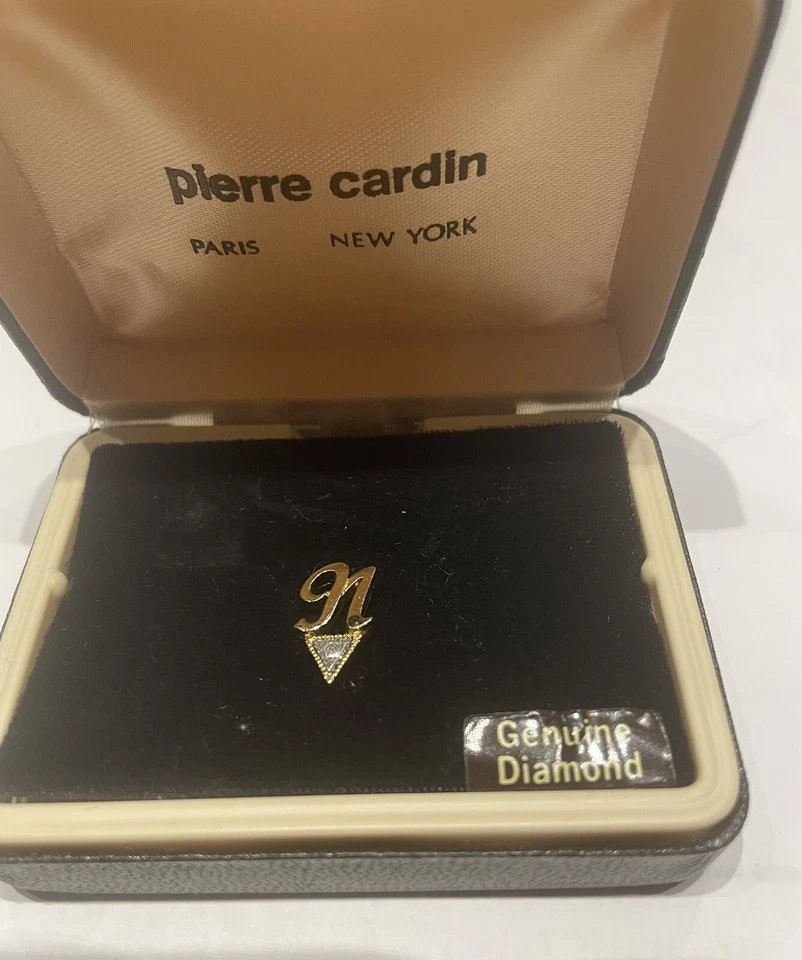 pierre cardin
PARIS NEW YORK
n
Genuine
Diamond